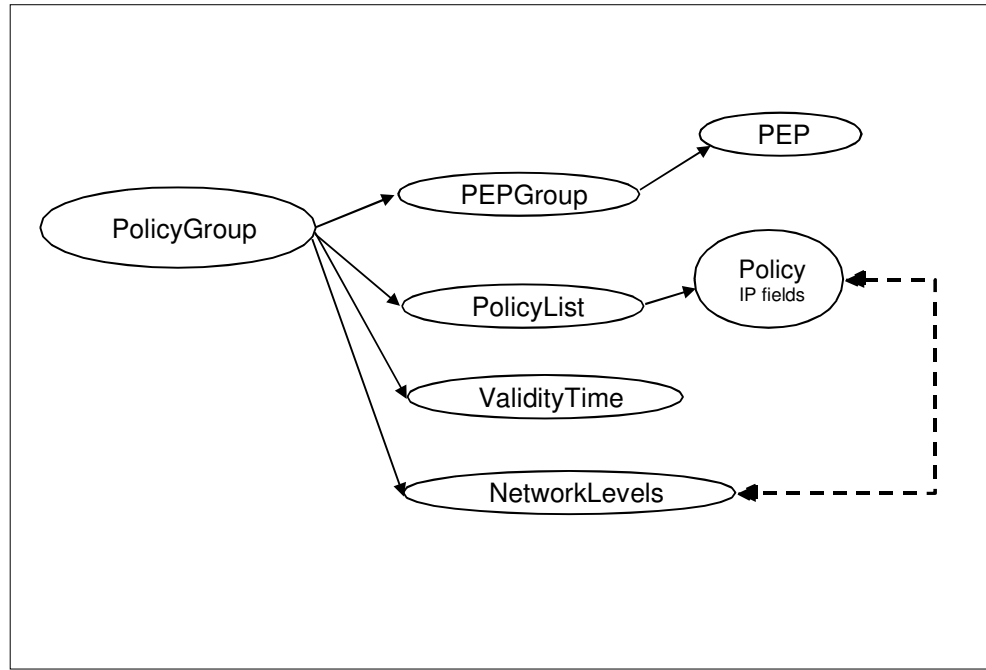 PEP
PEPGroup
PolicyGroup
Policy
IP fields
PolicyList
ValidityTime
NetworkLevels